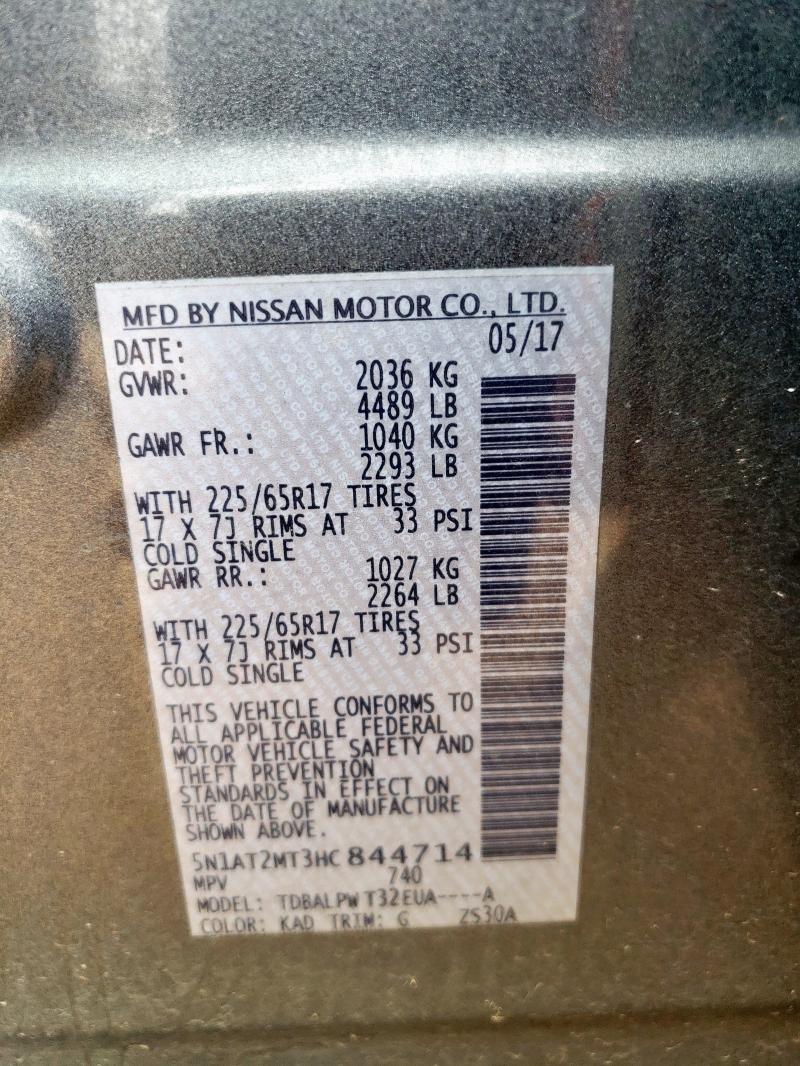 MFD BY NISSAN MOTOR CO., LTD.
DATE: 05/17
GVWR: 2036 KG
4489 LB
GAWR FR.: 1040 KG
2293 LB
WITH 225/65R17 TIRES
17 X 7J RIMS AT 33 PSI
COLD SINGLE
GAWR RR.: 1027 KG
2264 LB
WITH 225/65R17 TIRES
17 X 7J RIMS AT 33 PSI
COLD SINGLE
THIS VEHICLE CONFORMS TO
ALL APPLICABLE FEDERAL
MOTOR VEHICLE SAFETY AND
THEFT PREVENTION
STANDARDS IN EFFECT ON
THE DATE OF MANUFACTURE
SHOWN ABOVE.
5N1AT2MT3HC844714
MPV 740
MODEL: TDBALPW T32EUA----A
COLOR: KAD TRIM: G ZS30A